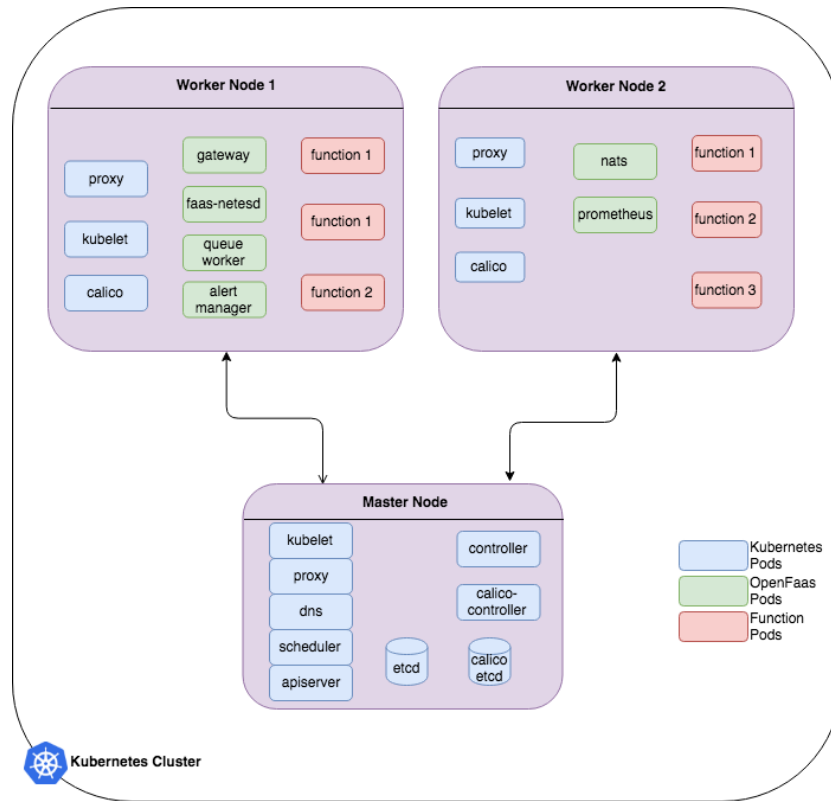 Worker Node 1
proxy
kubelet
calico
gateway
faas-netesd
queue
worker
alert
manager
function 1
function 1
function 2
Worker Node 2
proxy
kubelet
calico
nats
prometheus
function 1
function 2
function 3
Master Node
kubelet
proxy
dns
scheduler
apiserver
controller
calico-
controller
etcd
calico
etcd
Kubernetes
Pods
OpenFaas
Pods
Function
Pods
Kubernetes Cluster